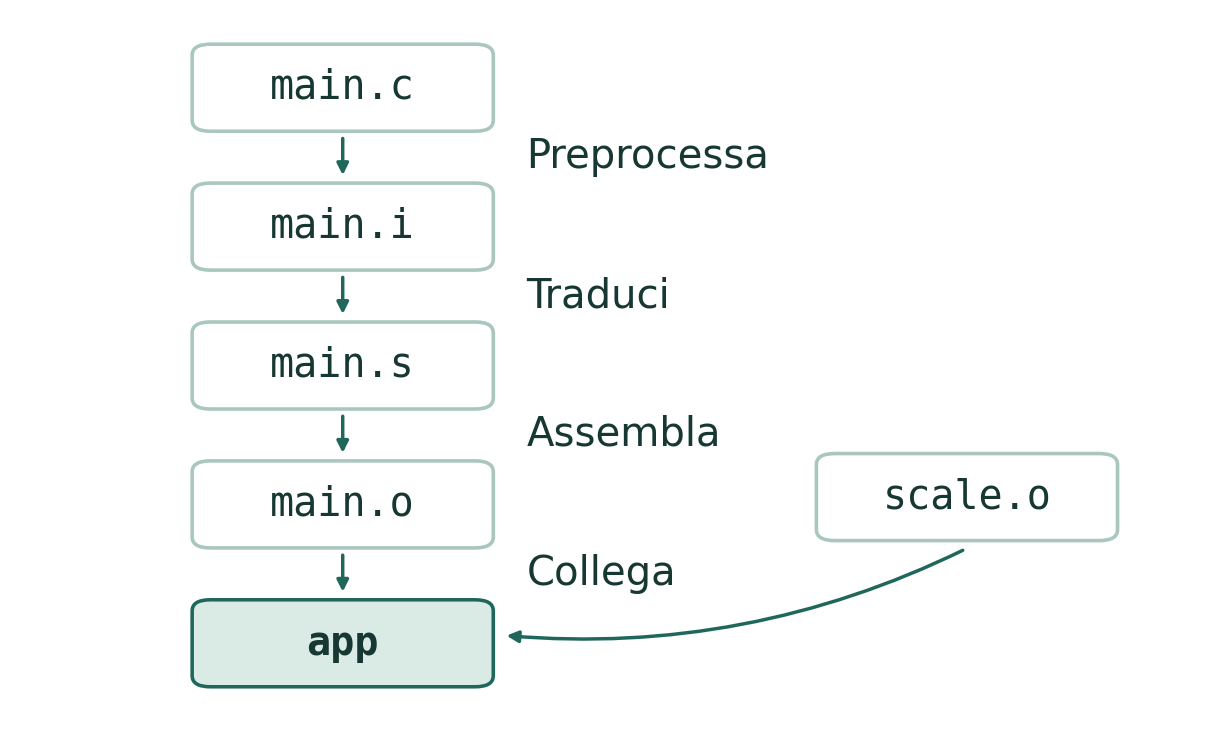 main.c
Preprocessa
main.i
Traduci
main.s
Assembla
main.o
scale.o
Collega
app